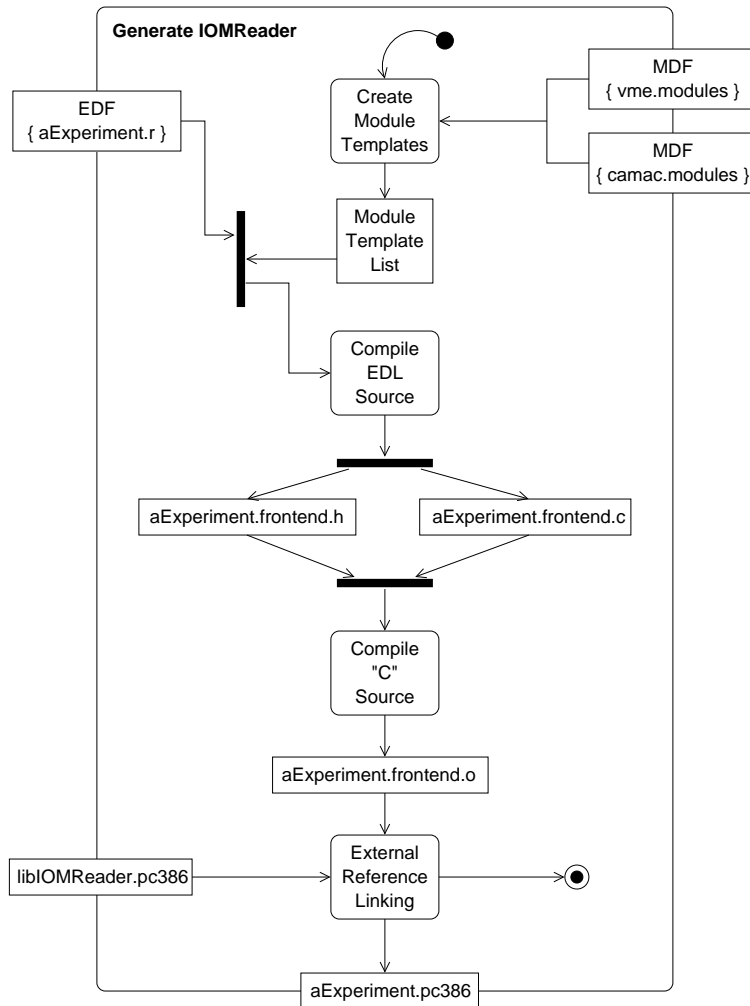 Generate IOMReader
EDF
{ aExperiment.r }
Create
Module
Templates
MDF
{ vme.modules }
MDF
{ camac.modules }
Module
Template
List
Compile
EDL
Source
aExperiment.frontend.h
aExperiment.frontend.c
Compile
"C"
Source
aExperiment.frontend.o
libIOMReader.pc386
External
Reference
Linking
aExperiment.pc386